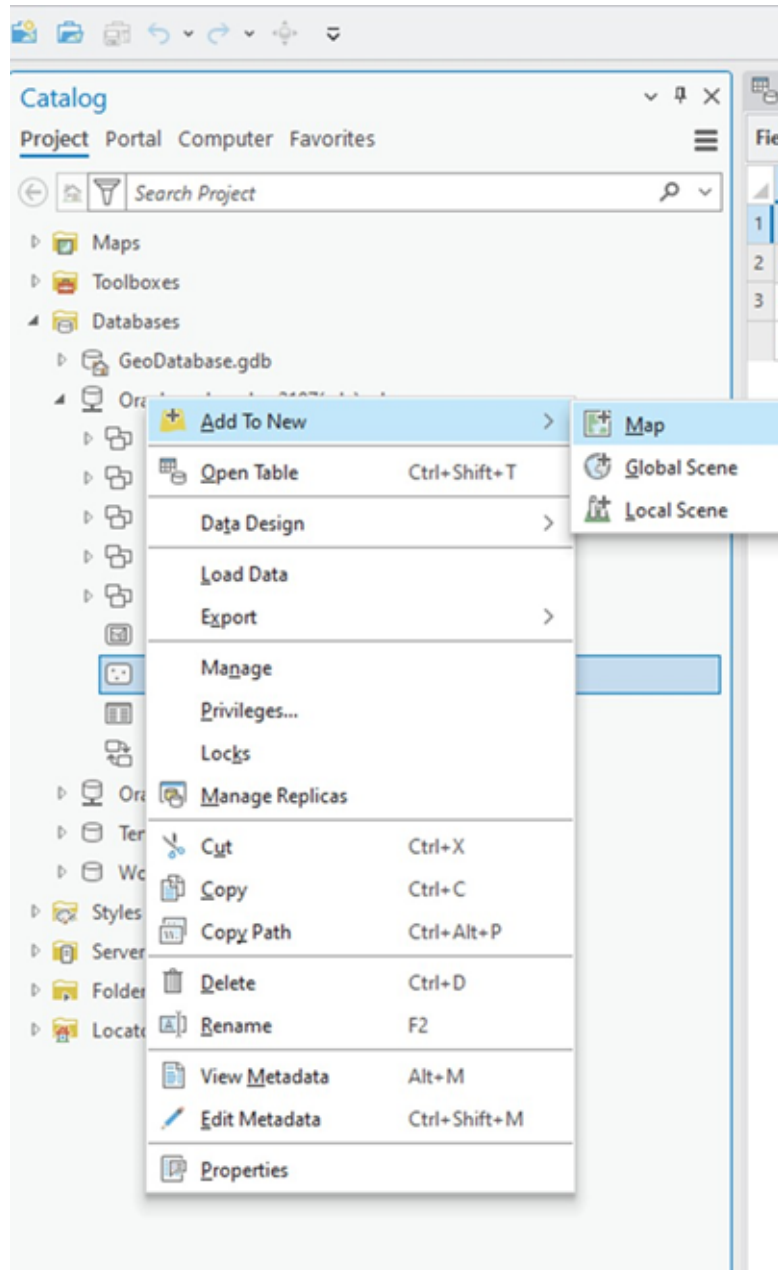 Catalog
Project Portal Computer Favorites
Search Project
Maps
Toolboxes
Databases
GeoDatabase.gdb
Add To New
Open Table Ctrl+Shift+T
Data Design
Load Data
Export
Manage
Privileges...
Locks
Manage Replicas
Cut Ctrl+X
Copy Ctrl+C
Copy Path Ctrl+Alt+P
Delete Ctrl+D
Rename F2
View Metadata Alt+M
Edit Metadata Ctrl+Shift+M
Properties
Map
Global Scene
Local Scene
Styles
Server
Folder
1
2
3